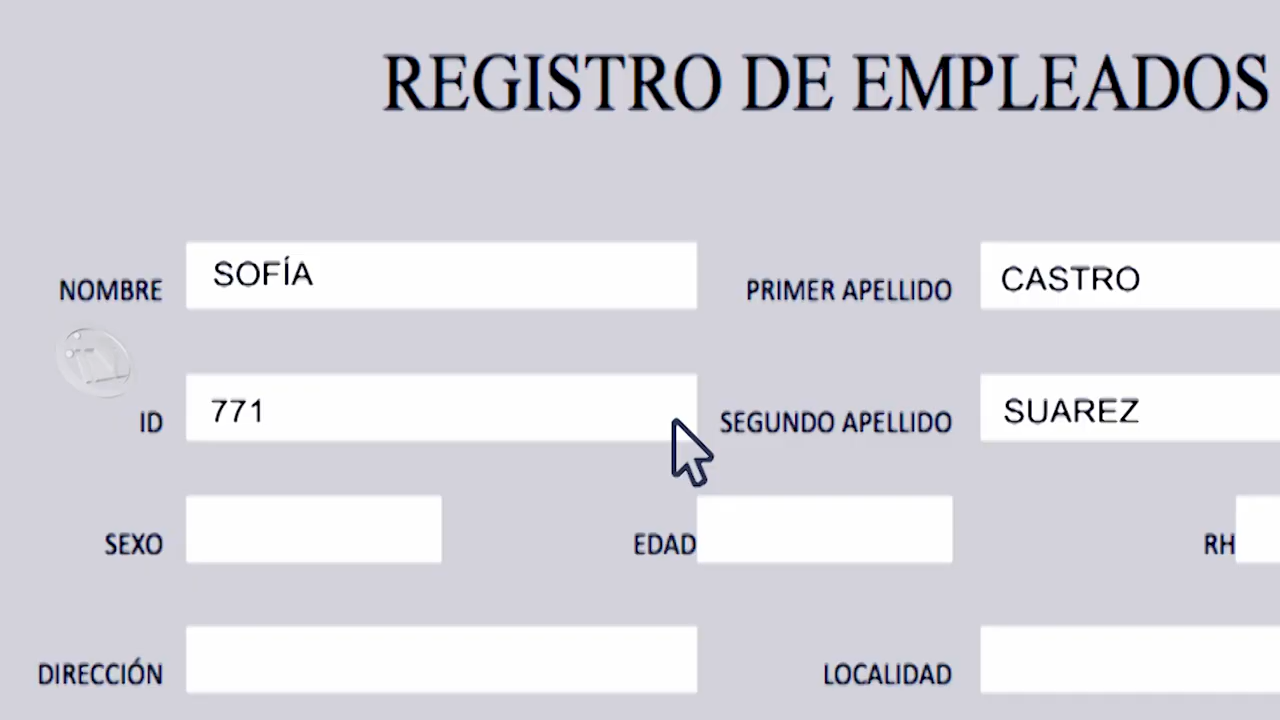 REGISTRO DE EMPLEADOS
NOMBRE SOFÍA PRIMER APELLIDO CASTRO
ID 771 SEGUNDO APELLIDO SUAREZ
SEXO EDAD RH
DIRECCIÓN LOCALIDAD